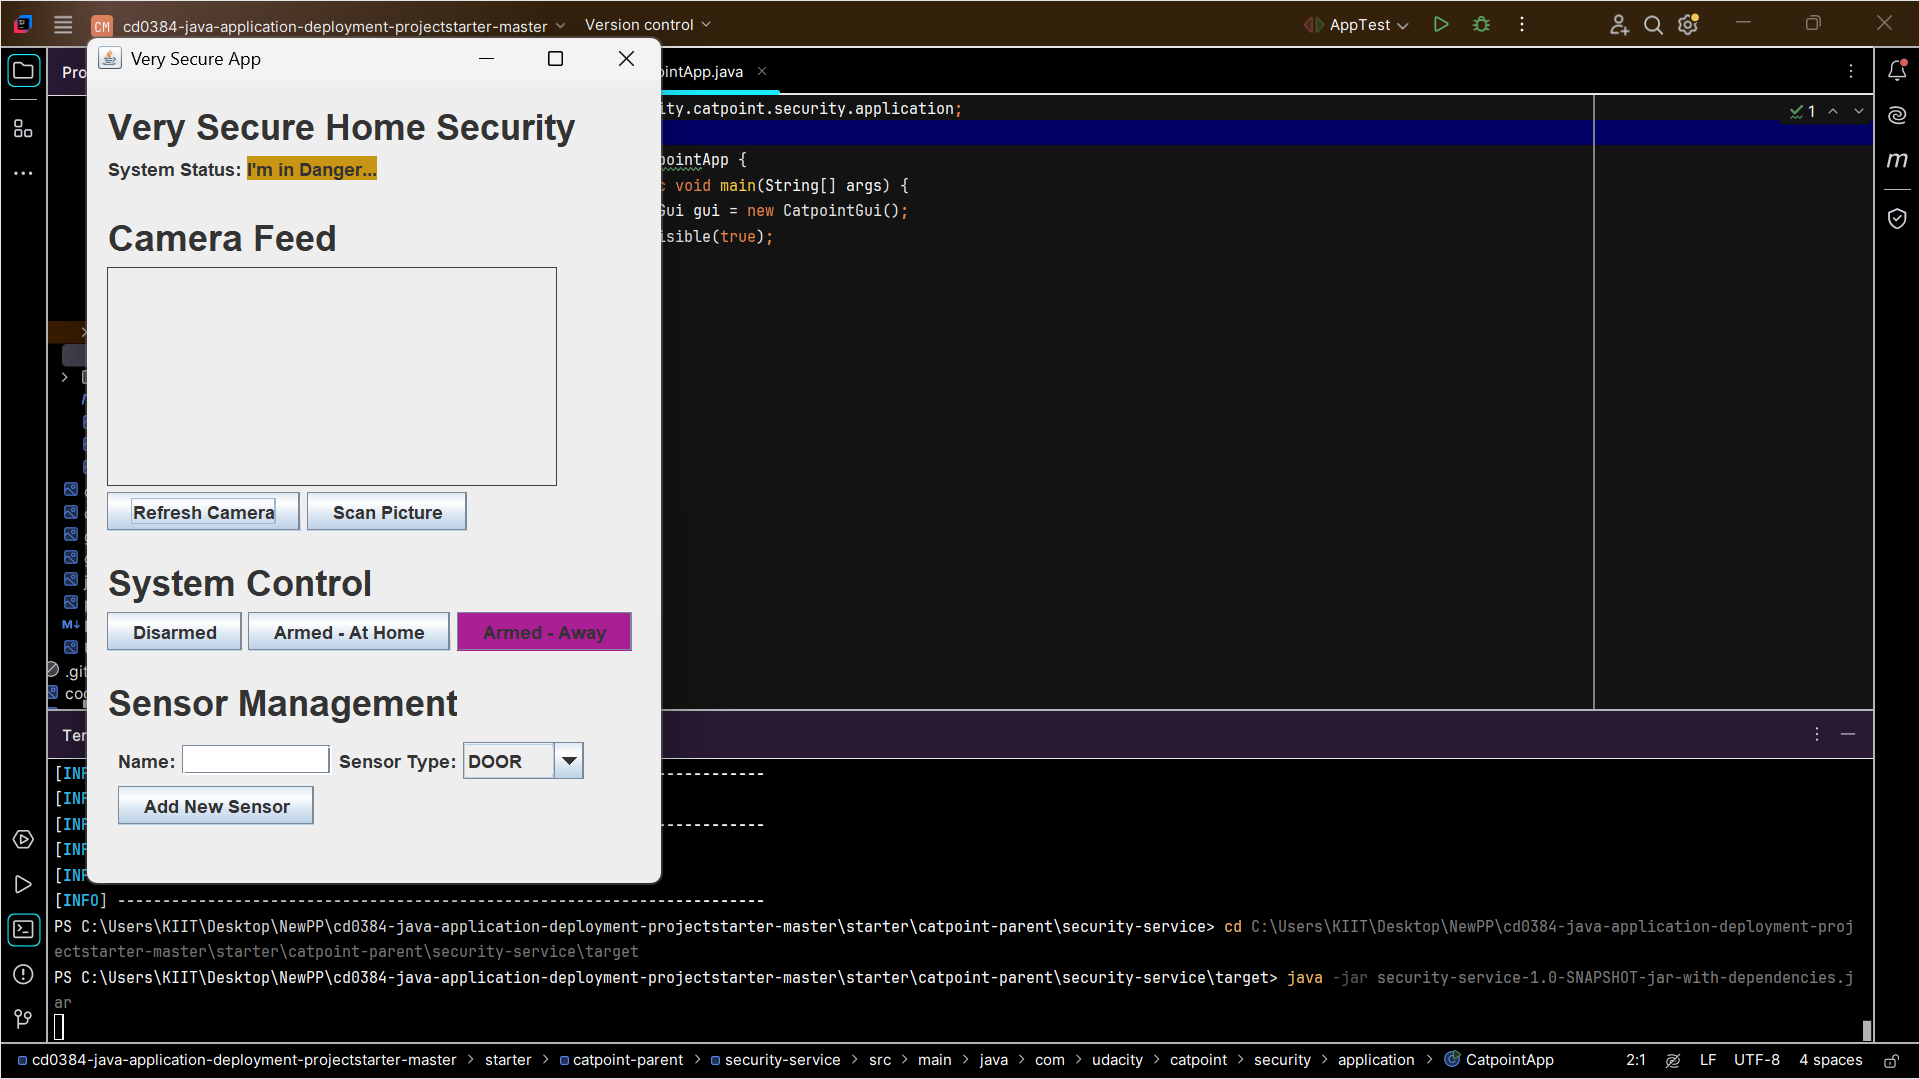 CM cd0384-java-application-deployment-projectstarter-master Version control AppTest
Very Secure App
Very Secure Home Security
System Status: I'm in Danger...
Camera Feed
Refresh Camera Scan Picture
System Control
Disarmed Armed - At Home Armed - Away
Sensor Management
Name: Sensor Type: DOOR
Add New Sensor
Pro
ointApp.java
ity.catpoint.security.application;
1
pointApp {
c void main(String[] args) {
Gui gui = new CatpointGui();
isible(true);
m
M↓
.git
coc
Ter
[INF ------------
[INF
[INF ------------
[INF
[INF
[INFO] ------------------------------------------------------------------------
PS C:\Users\KIIT\Desktop\NewPP\cd0384-java-application-deployment-projectstarter-master\starter\catpoint-parent\security-service> cd C:\Users\KIIT\Desktop\NewPP\cd0384-java-application-deployment-proj
ectstarter-master\starter\catpoint-parent\security-service\target
PS C:\Users\KIIT\Desktop\NewPP\cd0384-java-application-deployment-projectstarter-master\starter\catpoint-parent\security-service\target> java -jar security-service-1.0-SNAPSHOT-jar-with-dependencies.j
ar
cd0384-java-application-deployment-projectstarter-master > starter > catpoint-parent > security-service > src > main > java > com > udacity > catpoint > security > application > CatpointApp 2:1 LF UTF-8 4 spaces